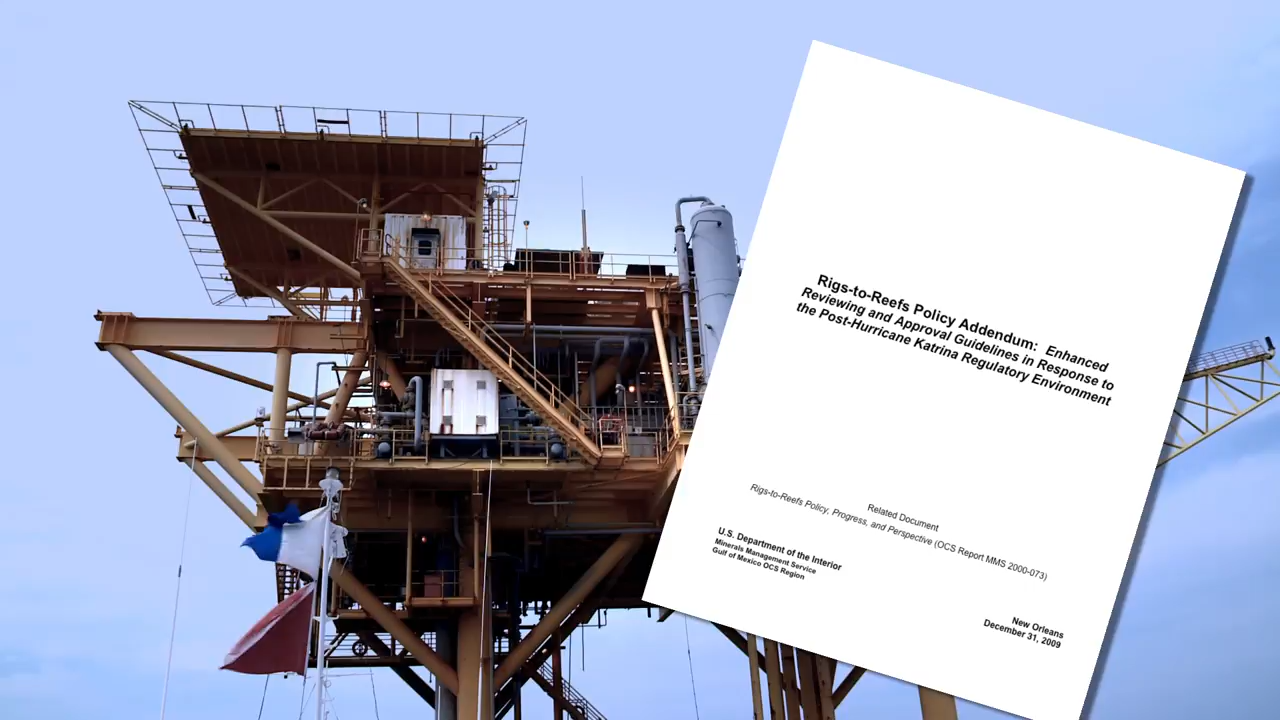 Rigs-to-Reefs Policy Addendum: Enhanced
Reviewing and Approval Guidelines in Response to
the Post-Hurricane Katrina Regulatory Environment
Related Document
Rigs-to-Reefs Policy, Progress, and Perspective (OCS Report MMS 2000-073)
U.S. Department of the Interior
Minerals Management Service
Gulf of Mexico OCS Region
New Orleans
December 31, 2009